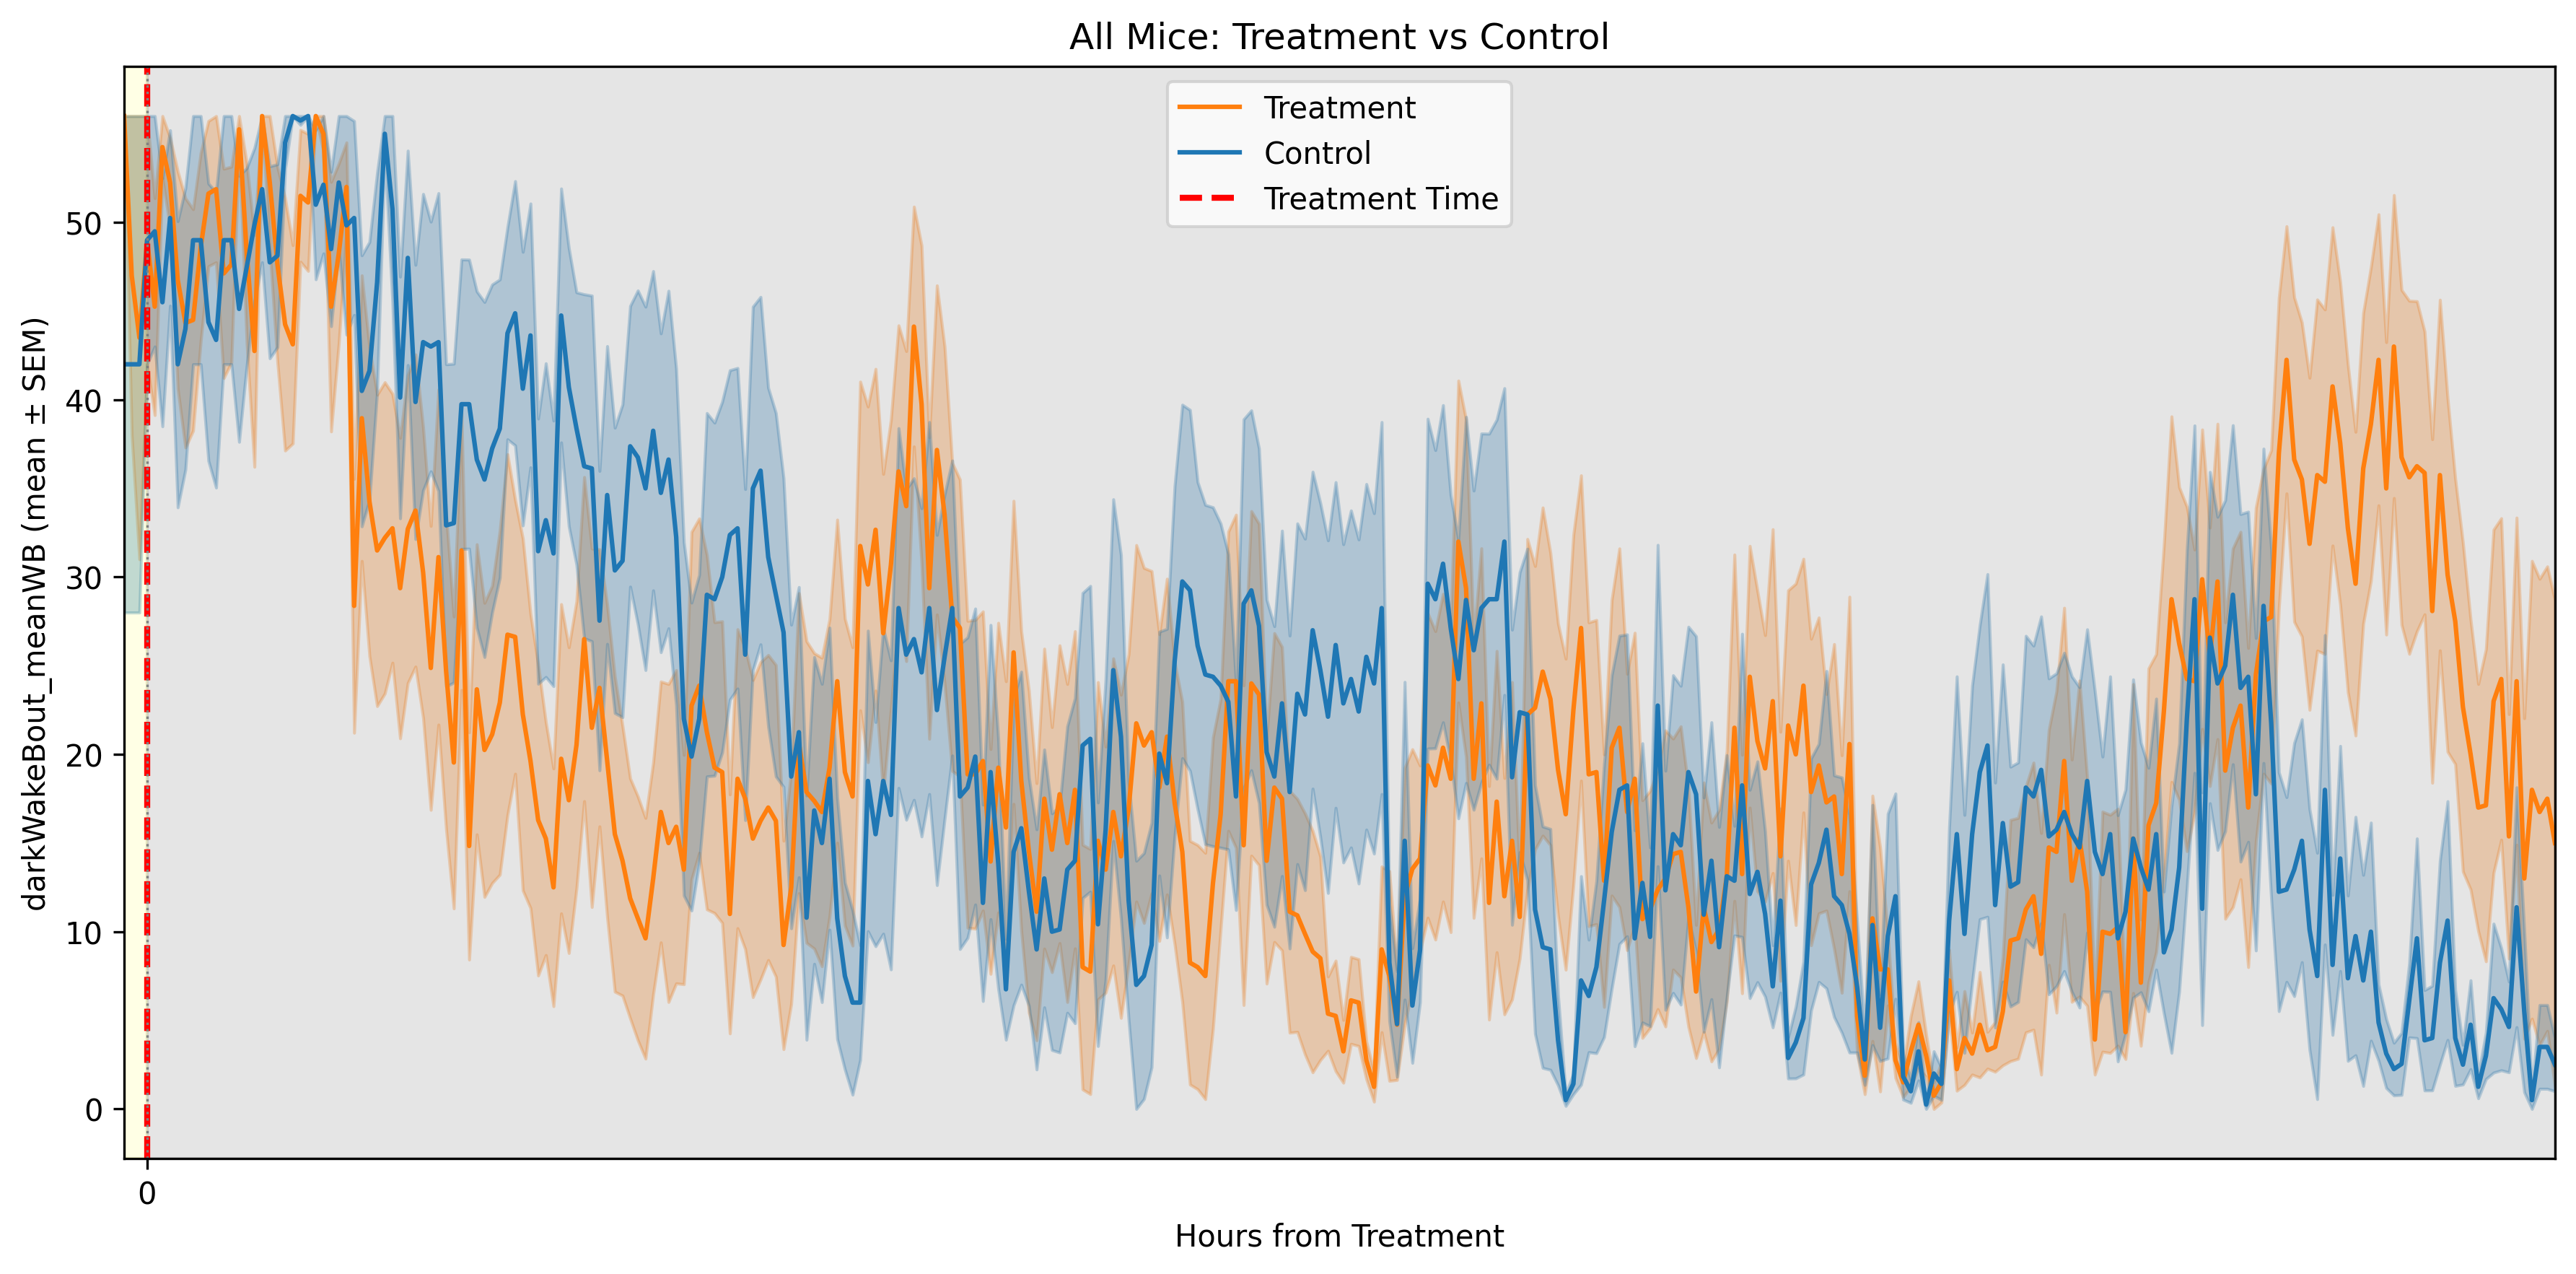 All Mice: Treatment vs Control
Treatment
Control
Treatment Time
darkWakeBout_meanWB (mean ± SEM)
50
40
30
20
10
0
0
Hours from Treatment